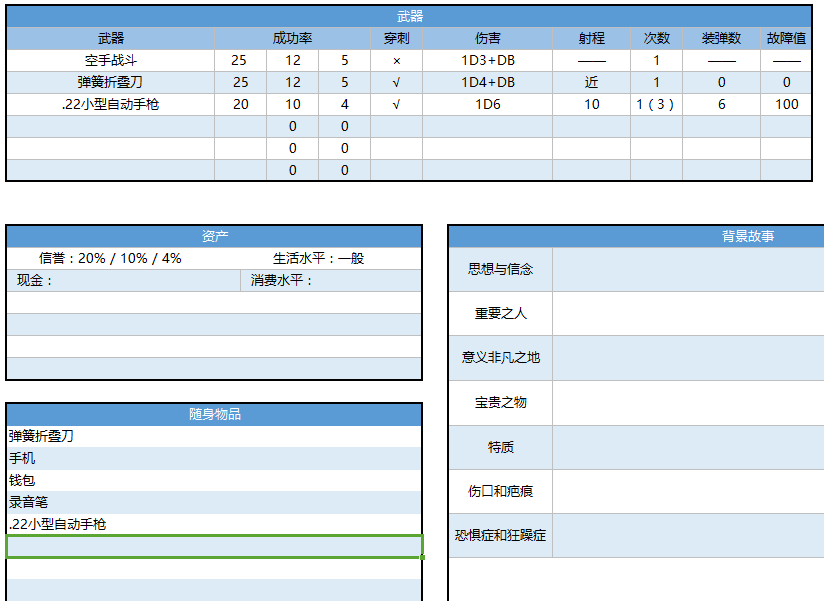 武器
武器 成功率 穿刺 伤害 射程 次数 装弹数 故障值
空手战斗 25 12 5 × 1D3+DB —— 1 —— ——
弹簧折叠刀 25 12 5 √ 1D4+DB 近 1 0 0
.22小型自动手枪 20 10 4 √ 1D6 10 1（3） 6 100
0 0
0 0
0 0
资产
信誉：20% / 10% / 4% 生活水平：一般
现金： 消费水平：
随身物品
弹簧折叠刀
手机
钱包
录音笔
.22小型自动手枪
背景故事
思想与信念
重要之人
意义非凡之地
宝贵之物
特质
伤口和疤痕
恐惧症和狂躁症